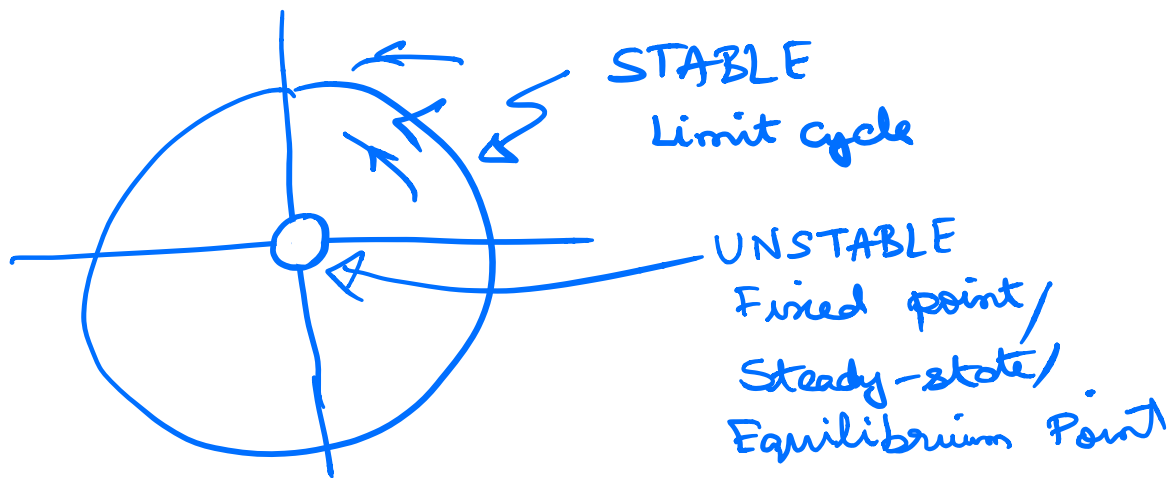 STABLE
Limit cycle
UNSTABLE
Fixed point/
Steady-state/
Equilibrium Point